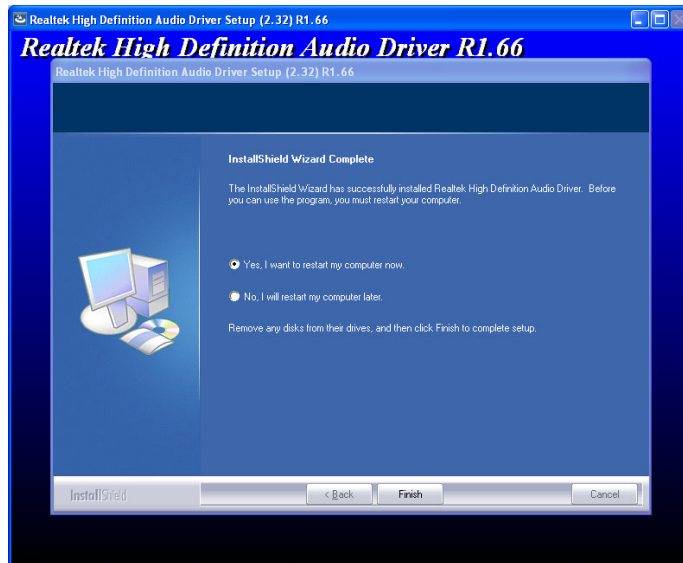 Realtek High Definition Audio Driver Setup (2.32) R1.66
Realtek High Definition Audio Driver R1.66
Realtek High Definition Audio Driver Setup (2.32) R1.66
InstallShield Wizard Complete
The InstallShield Wizard has successfully installed Realtek High Definition Audio Driver. Before
you can use the program, you must restart your computer.
Yes, I want to restart my computer now.
No, I will restart my computer later.
Remove any disks from their drives, and then click Finish to complete setup.
InstallShield
< Back
Finish
Cancel